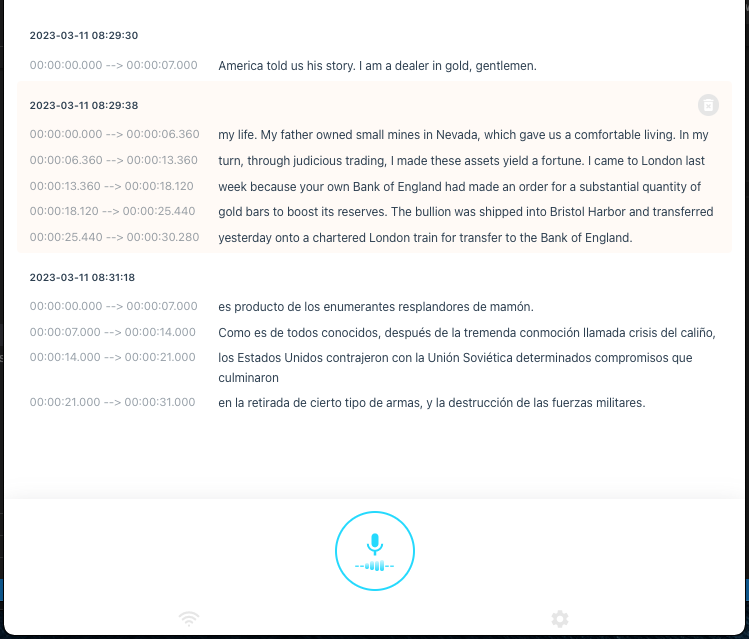 2023-03-11 08:29:30
00:00:00.000 --> 00:00:07.000 America told us his story. I am a dealer in gold, gentlemen.
2023-03-11 08:29:38
00:00:00.000 --> 00:00:06.360 my life. My father owned small mines in Nevada, which gave us a comfortable living. In my
00:00:06.360 --> 00:00:13.360 turn, through judicious trading, I made these assets yield a fortune. I came to London last
00:00:13.360 --> 00:00:18.120 week because your own Bank of England had made an order for a substantial quantity of
00:00:18.120 --> 00:00:25.440 gold bars to boost its reserves. The bullion was shipped into Bristol Harbor and transferred
00:00:25.440 --> 00:00:30.280 yesterday onto a chartered London train for transfer to the Bank of England.
2023-03-11 08:31:18
00:00:00.000 --> 00:00:07.000 es producto de los enumerantes resplandores de mamón.
00:00:07.000 --> 00:00:14.000 Como es de todos conocidos, después de la tremenda conmoción llamada crisis del caliño,
00:00:14.000 --> 00:00:21.000 los Estados Unidos contrajeron con la Unión Soviética determinados compromisos que
culminaron
00:00:21.000 --> 00:00:31.000 en la retirada de cierto tipo de armas, y la destrucción de las fuerzas militares.